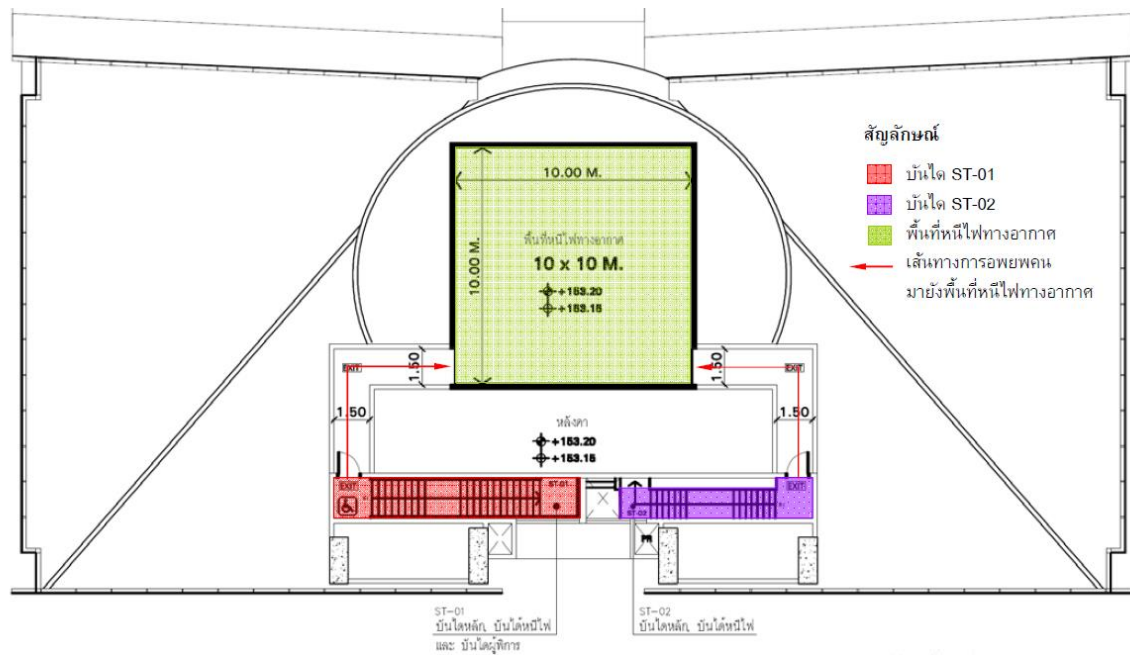 สัญลักษณ์
บันได ST-01
บันได ST-02
พื้นที่หนีไฟทางอากาศ
เส้นทางการอพยพคน
มายังพื้นที่หนีไฟทางอากาศ
10.00 M.
10.00 M.
พื้นที่หนีไฟทางอากาศ
10 x 10 M.
+153.20
+153.15
EXIT
1.50
1.50
EXIT
1.50
1.50
หลังคา
+153.20
+153.15
EXIT
ST-01
ST-02
EXIT
ST-01
บันไดหลัก, บันได้หนีไฟ
และ บันไดผู้พิการ
ST-02
บันไดหลัก, บันได้หนีไฟ